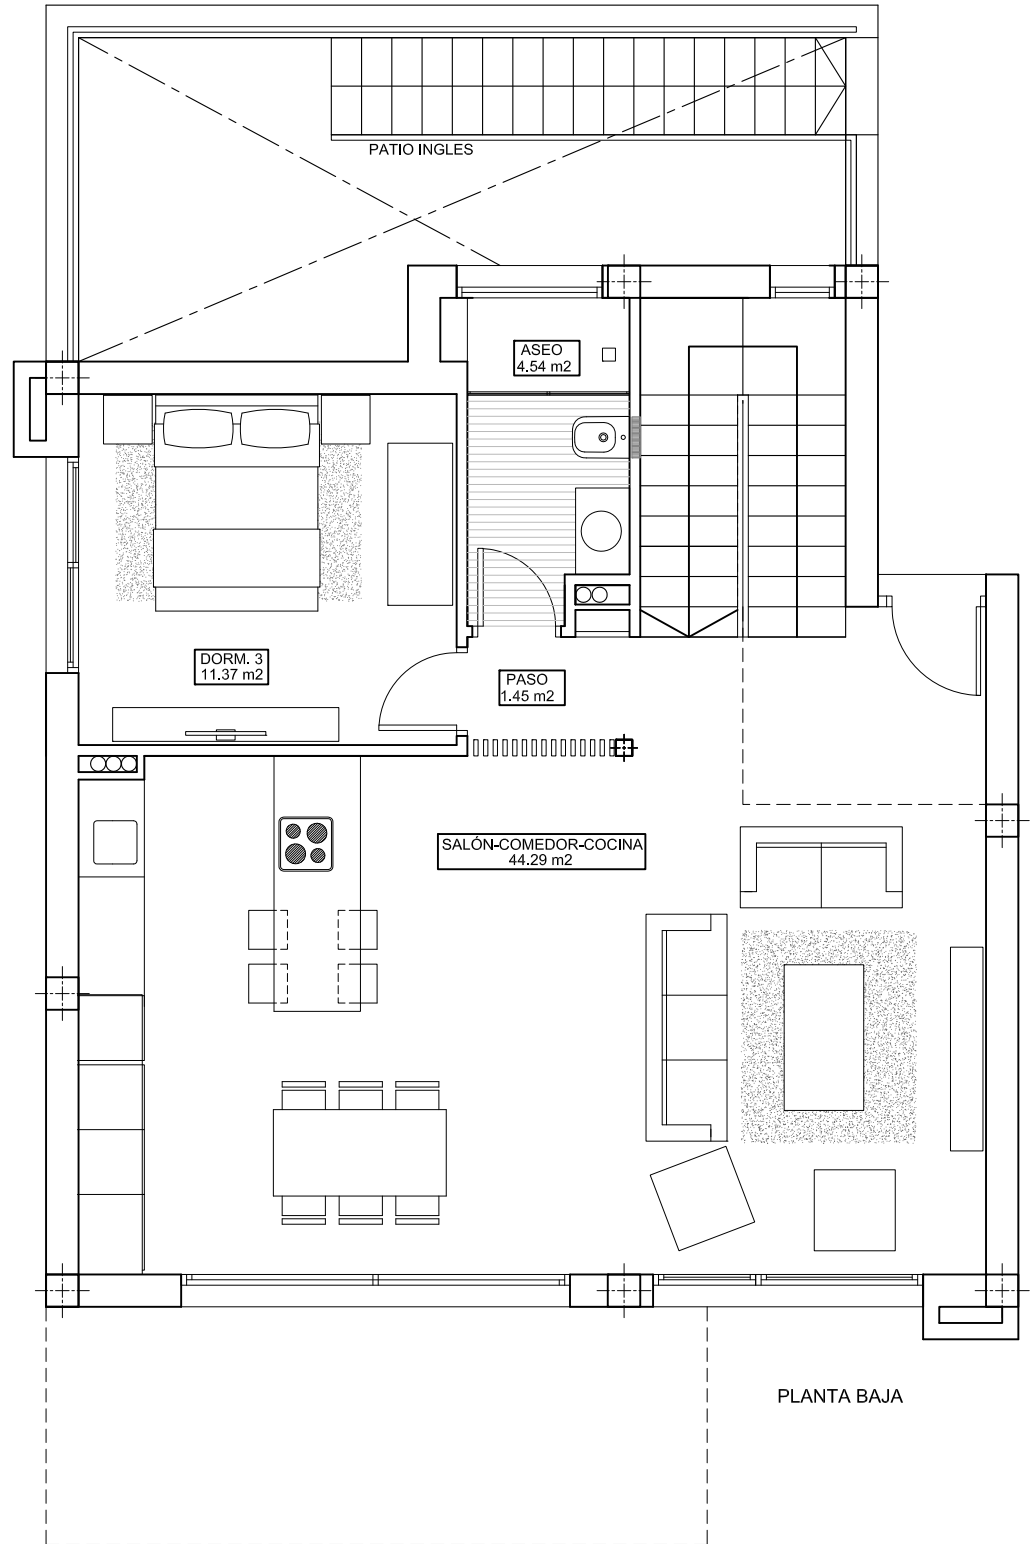 PATIO INGLES
ASEO
4.54 m2
DORM. 3
11.37 m2
PASO
1.45 m2
SALÓN-COMEDOR-COCINA
44.29 m2
PLANTA BAJA